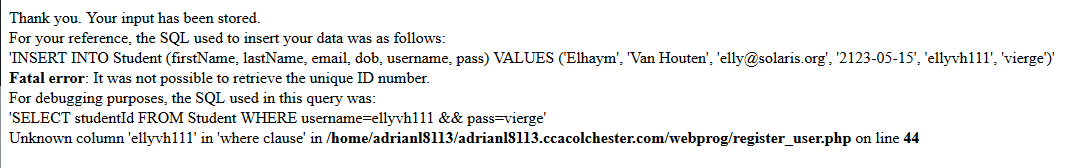 Thank you. Your input has been stored.
For your reference, the SQL used to insert your data was as follows:
'INSERT INTO Student (firstName, lastName, email, dob, username, pass) VALUES ('Elhaym', 'Van Houten', 'elly@solaris.org', '2123-05-15', 'ellyvh111', 'vierge')'
Fatal error: It was not possible to retrieve the unique ID number.
For debugging purposes, the SQL used in this query was:
'SELECT studentId FROM Student WHERE username=ellyvh111 && pass=vierge'
Unknown column 'ellyvh111' in 'where clause' in /home/adrianl8113/adrianl8113.ccacolchester.com/webprog/register_user.php on line 44